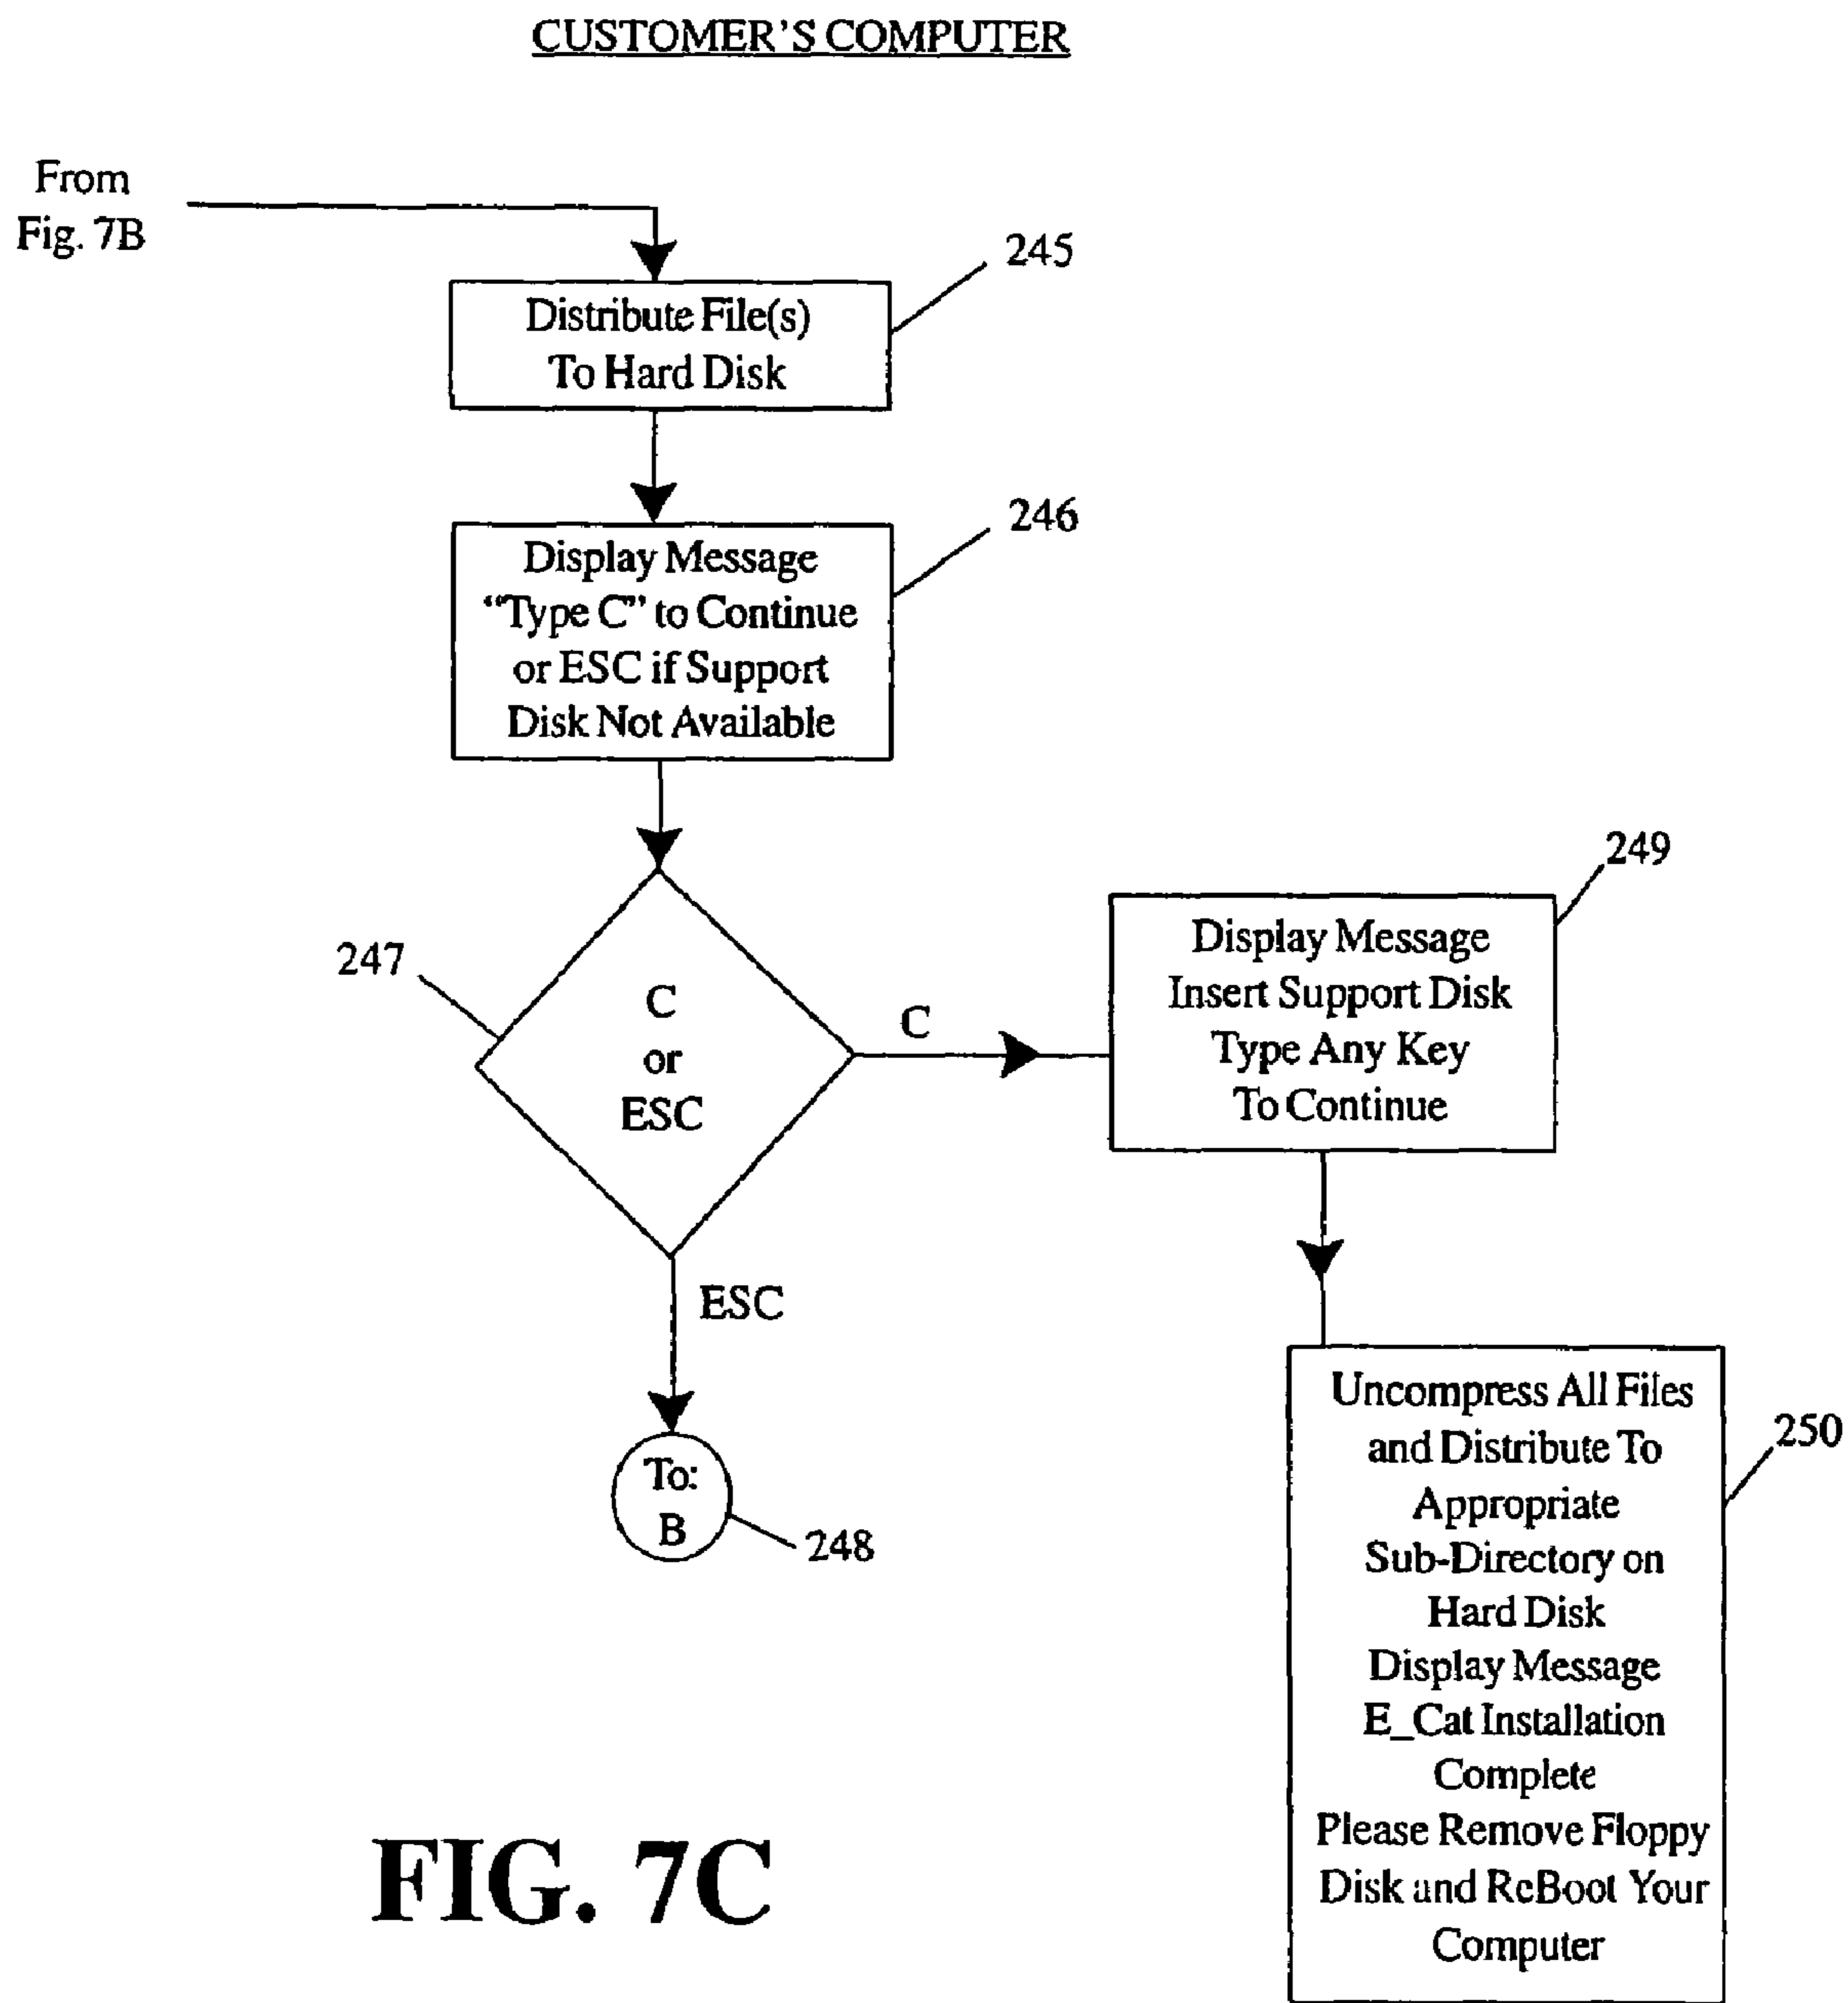 CUSTOMER'S COMPUTER
From
Fig. 7B
245
Distribute File(s)
To Hard Disk
246
Display Message
“Type C” to Continue
or ESC if Support
Disk Not Available
247
C
or
ESC
C
249
Display Message
Insert Support Disk
Type Any Key
To Continue
ESC
To:
B
248
250
Uncompress All Files
and Distribute To
Appropriate
Sub-Directory on
Hard Disk
Display Message
E_Cat Installation
Complete
Please Remove Floppy
Disk and ReBoot Your
Computer
FIG. 7C